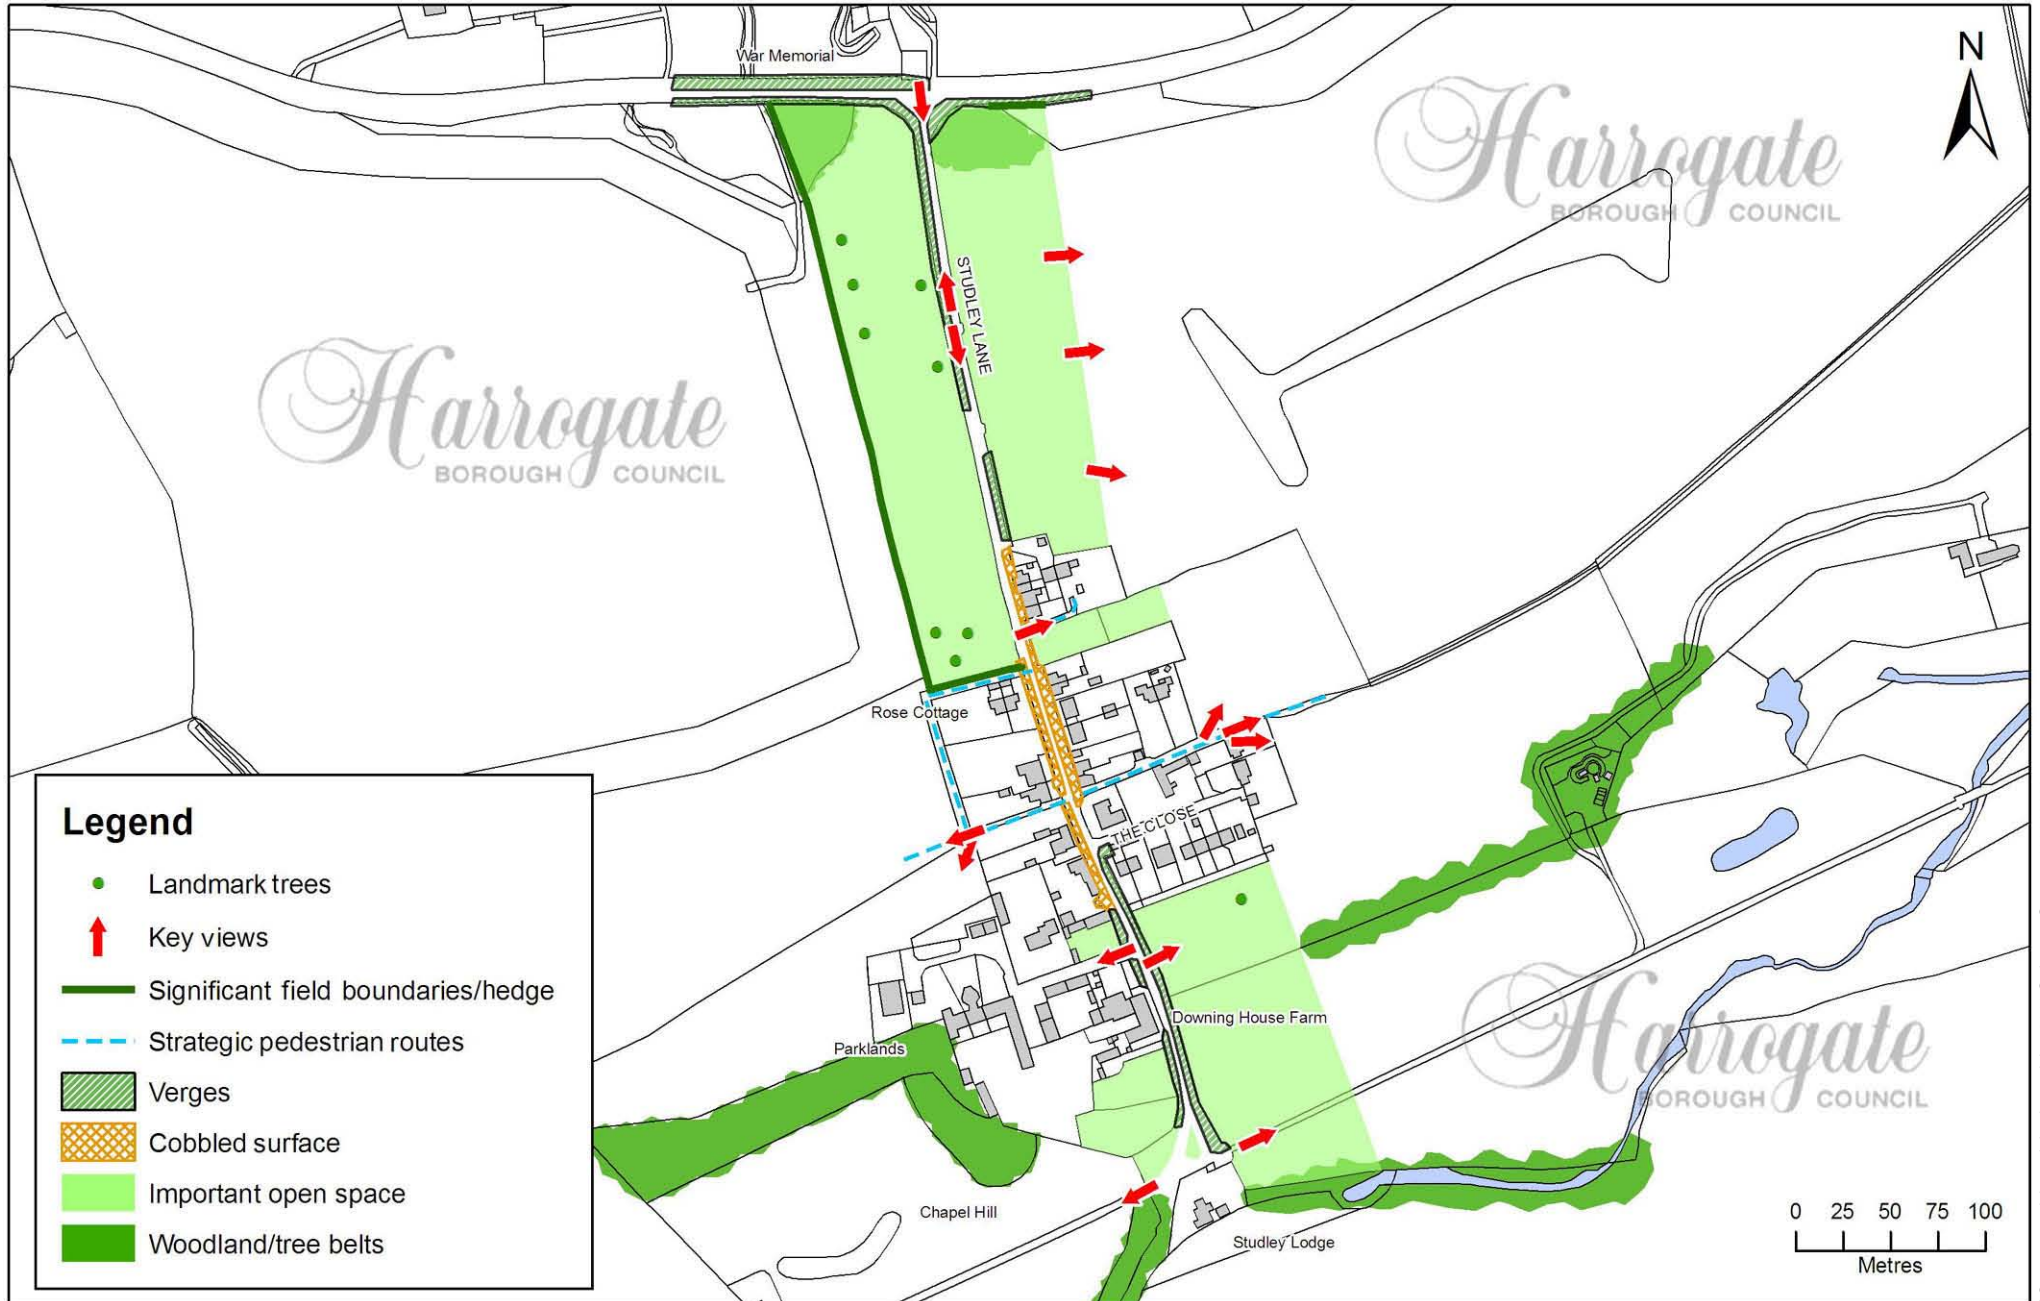 War Memorial
N
Harrogate
BOROUGH COUNCIL
STUDLEY LANE
Harrogate
BOROUGH COUNCIL
Rose Cottage
THE CLOSE
Downing House Farm
Parklands
Harrogate
BOROUGH COUNCIL
Chapel Hill
Studley Lodge
Legend
Landmark trees
Key views
Significant field boundaries/hedge
Strategic pedestrian routes
Verges
Cobbled surface
Important open space
Woodland/tree belts
0 25 50 75 100
Metres